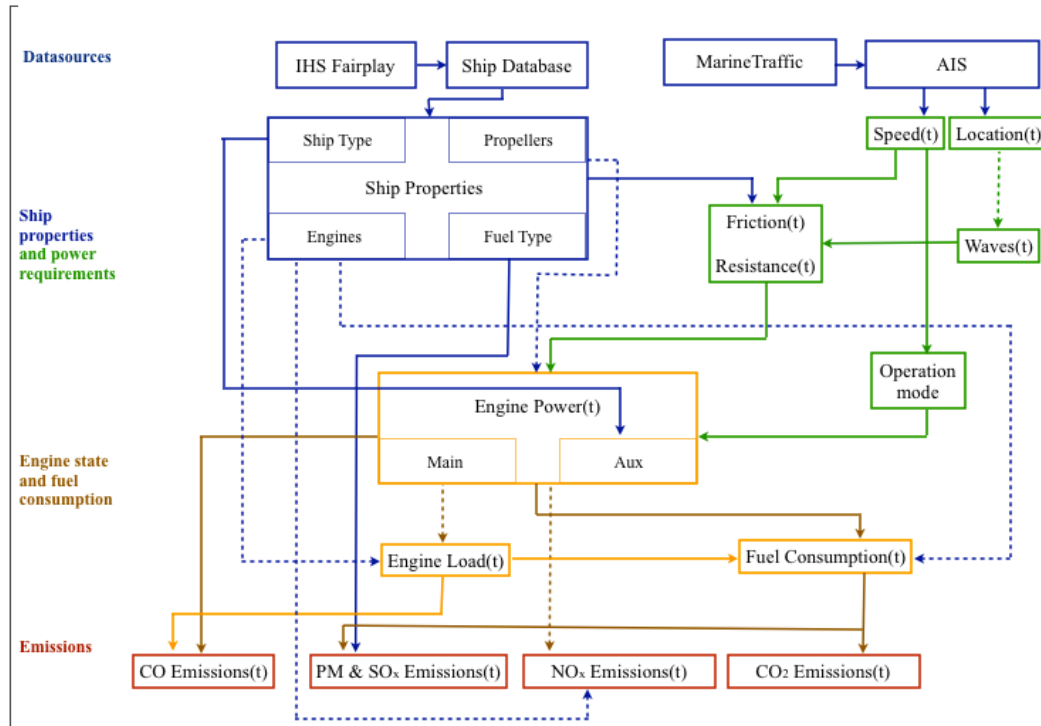 Datasources
IHS Fairplay
Ship Database
MarineTraffic
AIS
Ship Type
Propellers
Speed(t)
Location(t)
Ship Properties
Ship
properties
and power
requirements
Engines
Fuel Type
Friction(t)
Resistance(t)
Waves(t)
Operation
mode
Engine Power(t)
Engine state
and fuel
consumption
Main
Aux
Engine Load(t)
Fuel Consumption(t)
Emissions
CO Emissions(t)
PM & SOx Emissions(t)
NOx Emissions(t)
CO2 Emissions(t)